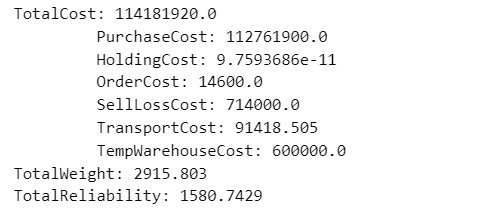 TotalCost: 114181920.0
PurchaseCost: 112761900.0
HoldingCost: 9.7593686e-11
OrderCost: 14600.0
SellLossCost: 714000.0
TransportCost: 91418.505
TempWarehouseCost: 600000.0
TotalWeight: 2915.803
TotalReliability: 1580.7429